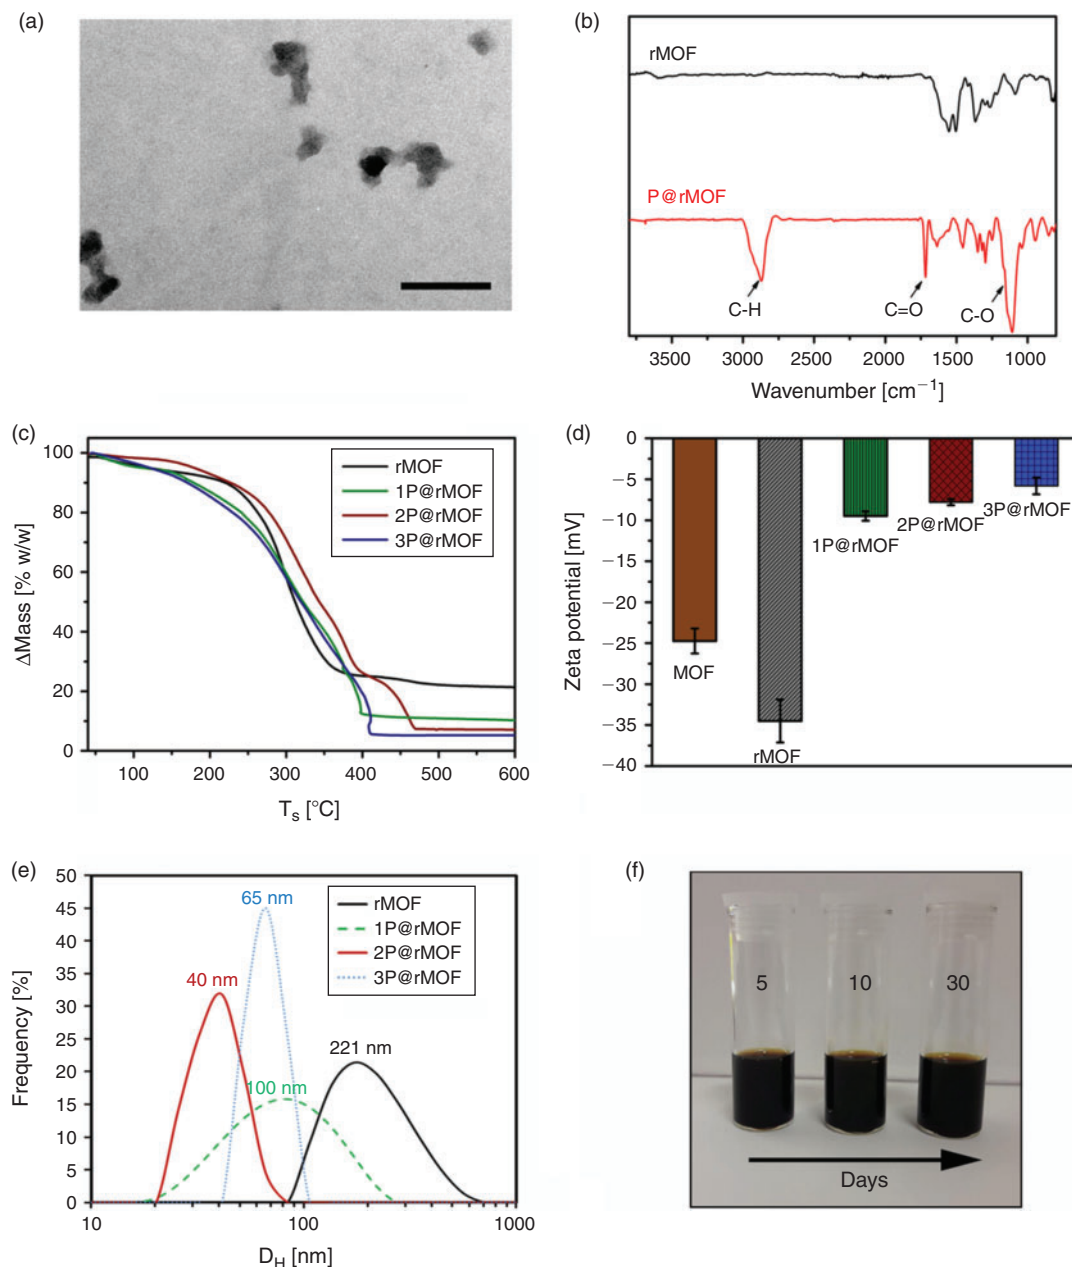 (a)
(b)
rMOF
P@rMOF
C-H
C=O
C-O
3500 3000 2500 2000 1500 1000
Wavenumber [cm⁻¹]
(c)
100
80
60
40
20
0
ΔMass [% w/w]
rMOF
1P@rMOF
2P@rMOF
3P@rMOF
100 200 300 400 500 600
Tₛ [°C]
(d)
0
−5
−10
−15
−20
−25
−30
−35
−40
Zeta potential [mV]
MOF
rMOF
1P@rMOF
2P@rMOF
3P@rMOF
(e)
50
45
40
35
30
25
20
15
10
5
0
Frequency [%]
65 nm
40 nm
100 nm
221 nm
rMOF
1P@rMOF
2P@rMOF
3P@rMOF
10 100 1000
D_H [nm]
(f)
5 10 30
Days